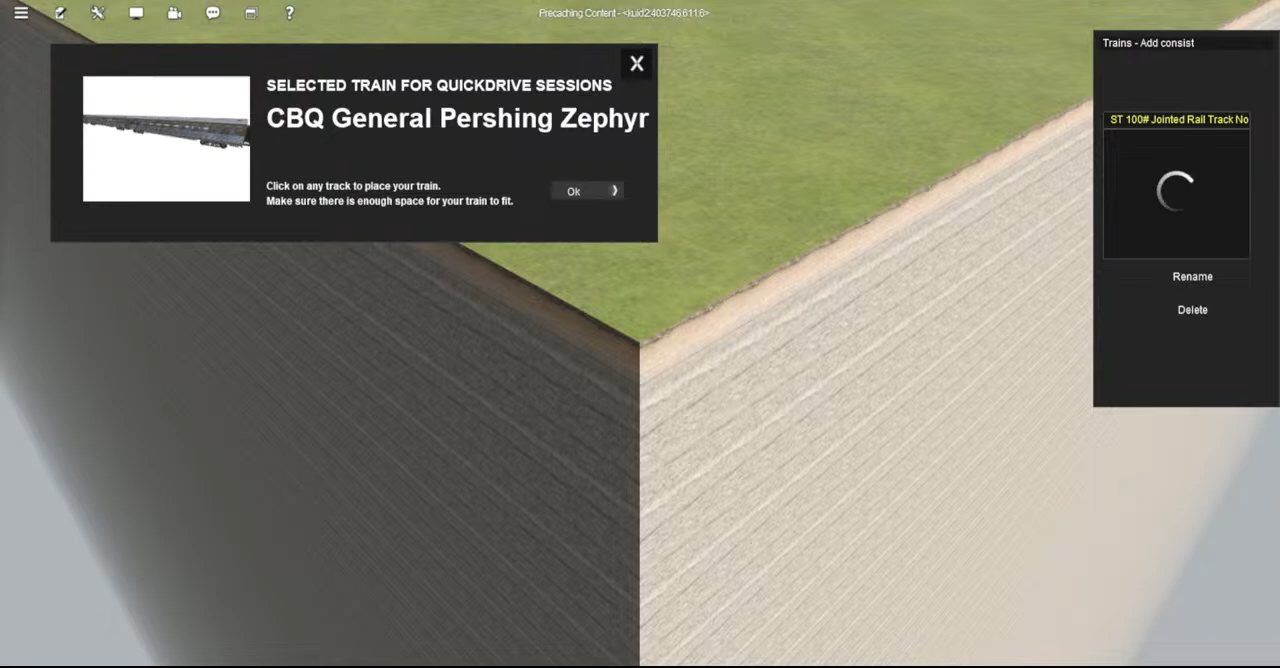 Precaching Content - <kuid2:403746:611:6>
Trains - Add consist
SELECTED TRAIN FOR QUICKDRIVE SESSIONS
CBQ General Pershing Zephyr
ST 100# Jointed Rail Track No
Click on any track to place your train.
Make sure there is enough space for your train to fit.
Ok
Rename
Delete